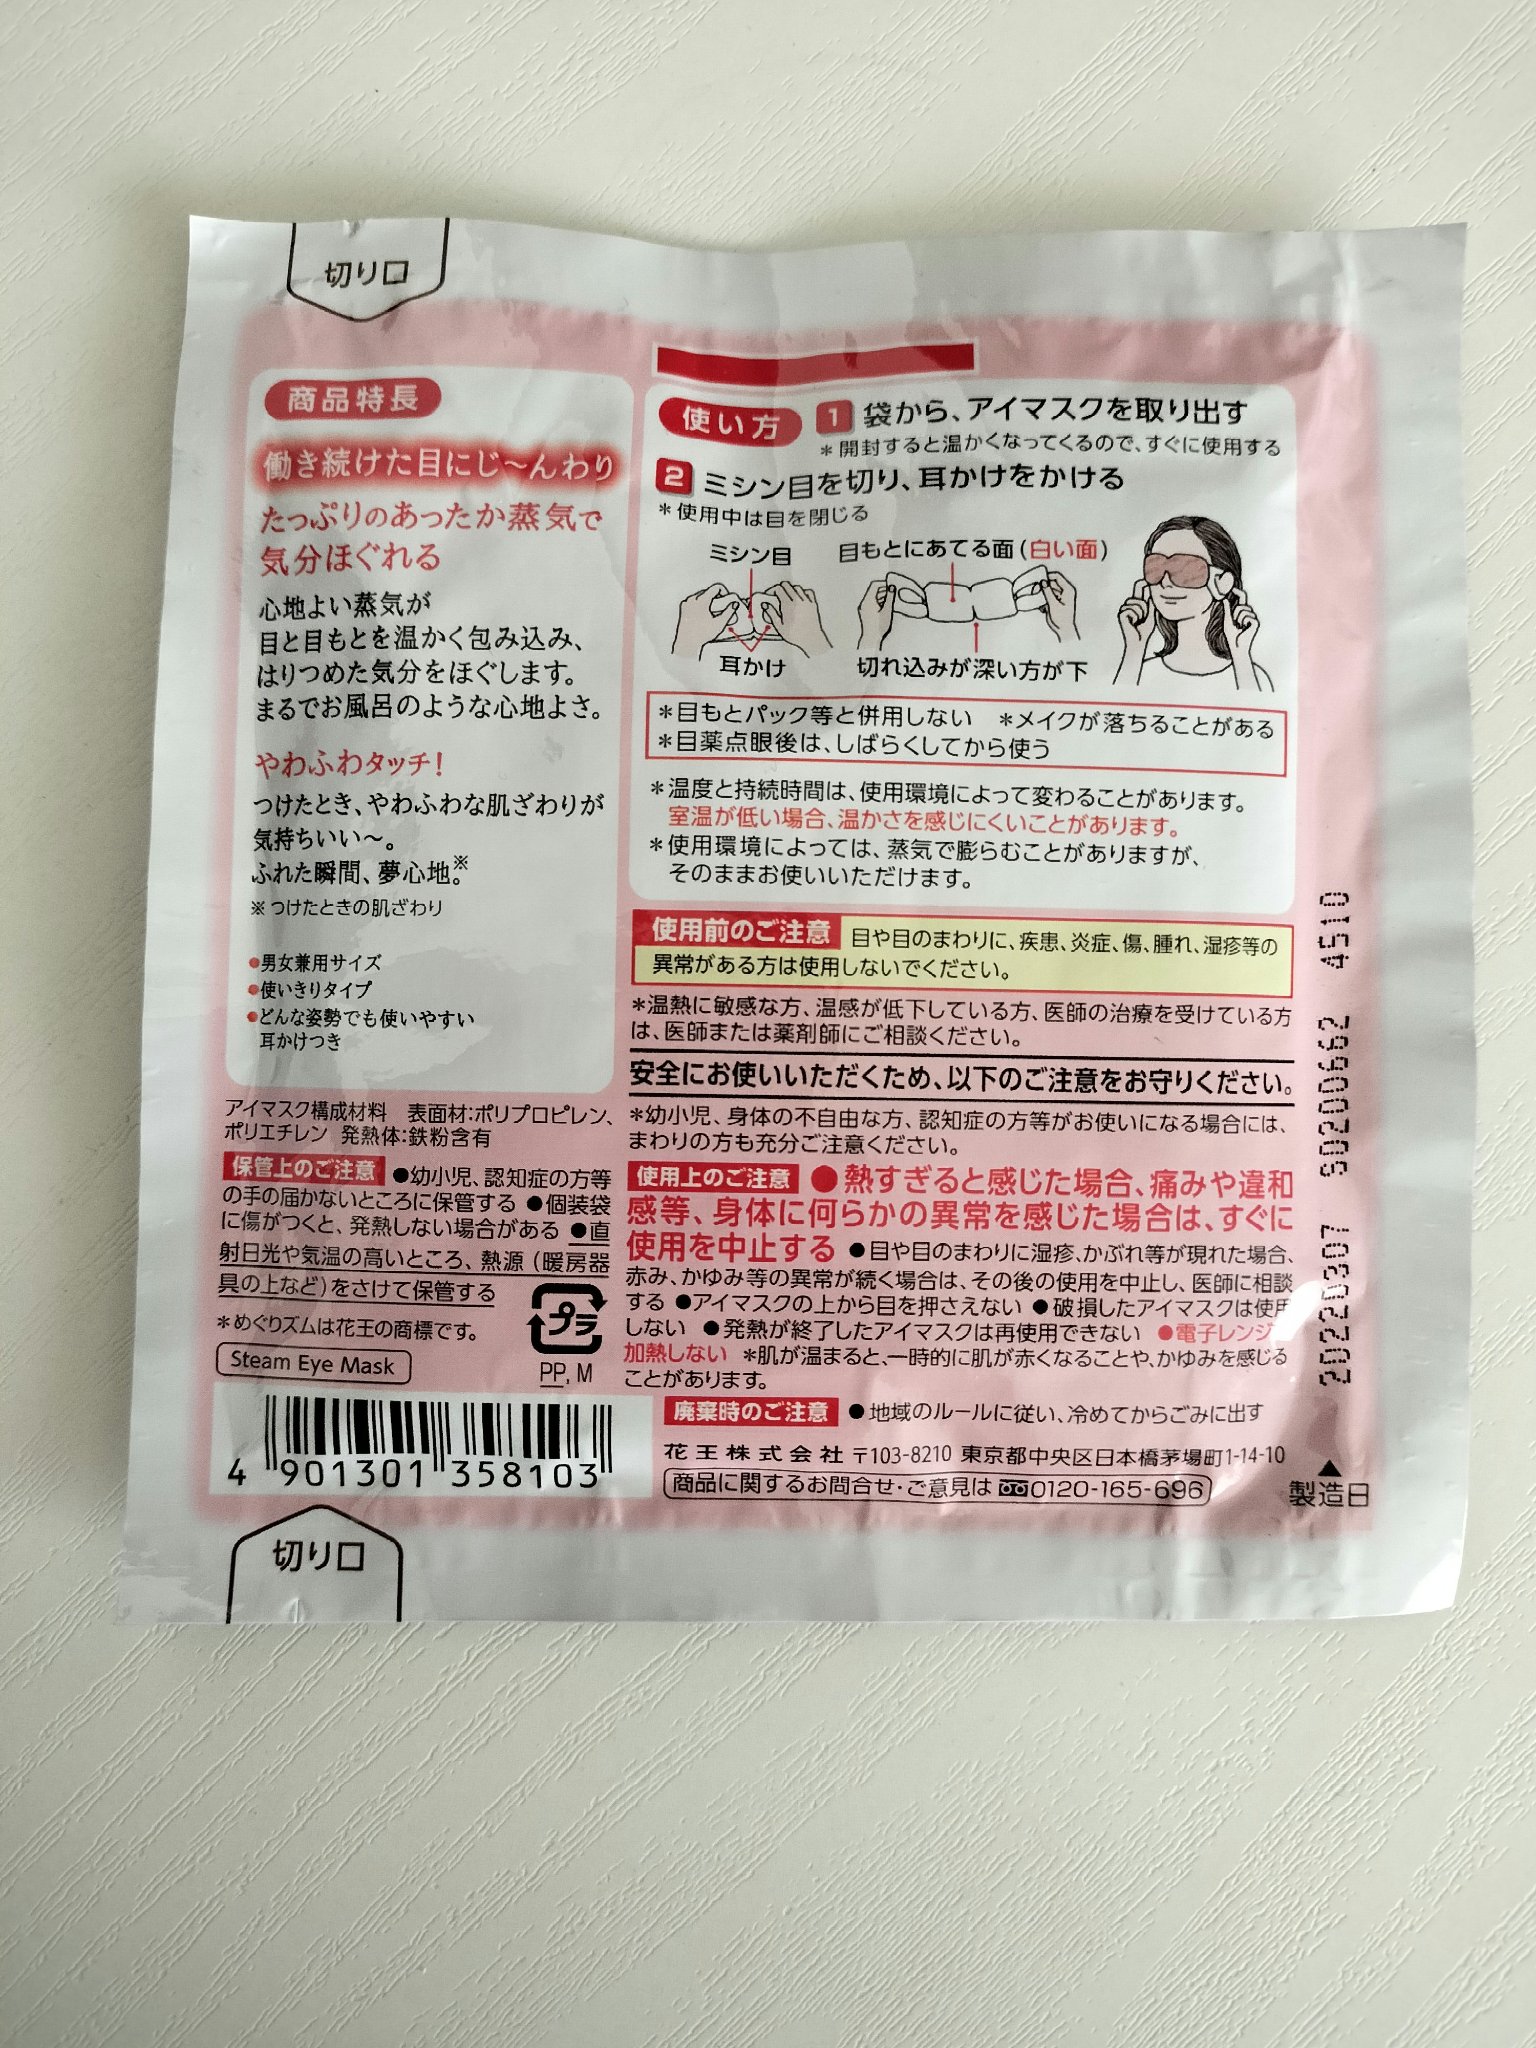 切り口
商品特長
働き続けた目にじ〜んわり
たっぷりのあったか蒸気で
気分ほぐれる
心地よい蒸気が
目と目もとを温かく包み込み、
はりつめた気分をほぐします。
まるでお風呂のような心地よさ。
やわふわタッチ!
つけたとき、やわふわな肌ざわりが
気持ちいい〜。
ふれた瞬間、夢心地。※
※つけたときの肌ざわり
●男女兼用サイズ
●使いきりタイプ
●どんな姿勢でも使いやすい
耳かけつき
アイマスク構成材料 表面材:ポリプロピレン、
ポリエチレン 発熱体:鉄粉含有
保管上のご注意 ●幼小児、認知症の方等
の手の届かないところに保管する ●個装袋
に傷がつくと、発熱しない場合がある ●直
射日光や気温の高いところ、熱源(暖房器
具の上など)をさけて保管する
*めぐりズムは花王の商標です。
Steam Eye Mask
プラ
PP, M
4 901301 358103
切り口
使い方 1 袋から、アイマスクを取り出す
*開封すると温かくなってくるので、すぐに使用する
2 ミシン目を切り、耳かけをかける
*使用中は目を閉じる
ミシン目 目もとにあてる面(白い面)
耳かけ 切れ込みが深い方が下
*目もとパック等と併用しない *メイクが落ちることがある
*目薬点眼後は、しばらくしてから使う
*温度と持続時間は、使用環境によって変わることがあります。
室温が低い場合、温かさを感じにくいことがあります。
*使用環境によっては、蒸気で膨らむことがありますが、
そのままお使いいただけます。
使用前のご注意 目や目のまわりに、疾患、炎症、傷、腫れ、湿疹等の
異常がある方は使用しないでください。
*温熱に敏感な方、温感が低下している方、医師の治療を受けている方
は、医師または薬剤師にご相談ください。
安全にお使いいただくため、以下のご注意をお守りください。
*幼小児、身体の不自由な方、認知症の方等がお使いになる場合には、
まわりの方も充分ご注意ください。
使用上のご注意 ●熱すぎると感じた場合、痛みや違和
感等、身体に何らかの異常を感じた場合は、すぐに
使用を中止する ●目や目のまわりに湿疹、かぶれ等が現れた場合、
赤み、かゆみ等の異常が続く場合は、その後の使用を中止し、医師に相談
する ●アイマスクの上から目を押さえない ●破損したアイマスクは使用
しない ●発熱が終了したアイマスクは再使用できない ●電子レンジ
加熱しない *肌が温まると、一時的に肌が赤くなることや、かゆみを感じる
ことがあります。
廃棄時のご注意 ●地域のルールに従い、冷めてからごみに出す
花王株式会社 〒103-8210 東京都中央区日本橋茅場町1-14-10
商品に関するお問合せ・ご意見は 0120-165-696
20220307 S0200662 4510
▲
製造日